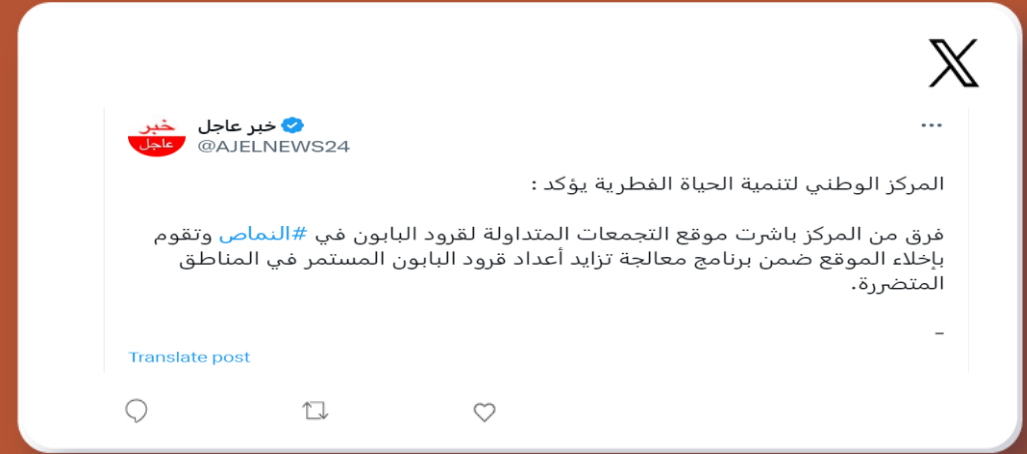 خبر عاجل
خبر
عاجل
@AJELNEWS24
المركز الوطني لتنمية الحياة الفطرية يؤكد :
فرق من المركز باشرت موقع التجمعات المتداولة لقرود البابون في #النماص وتقوم
بإخلاء الموقع ضمن برنامج معالجة تزايد أعداد قرود البابون المستمر في المناطق
المتضررة.
–
Translate post